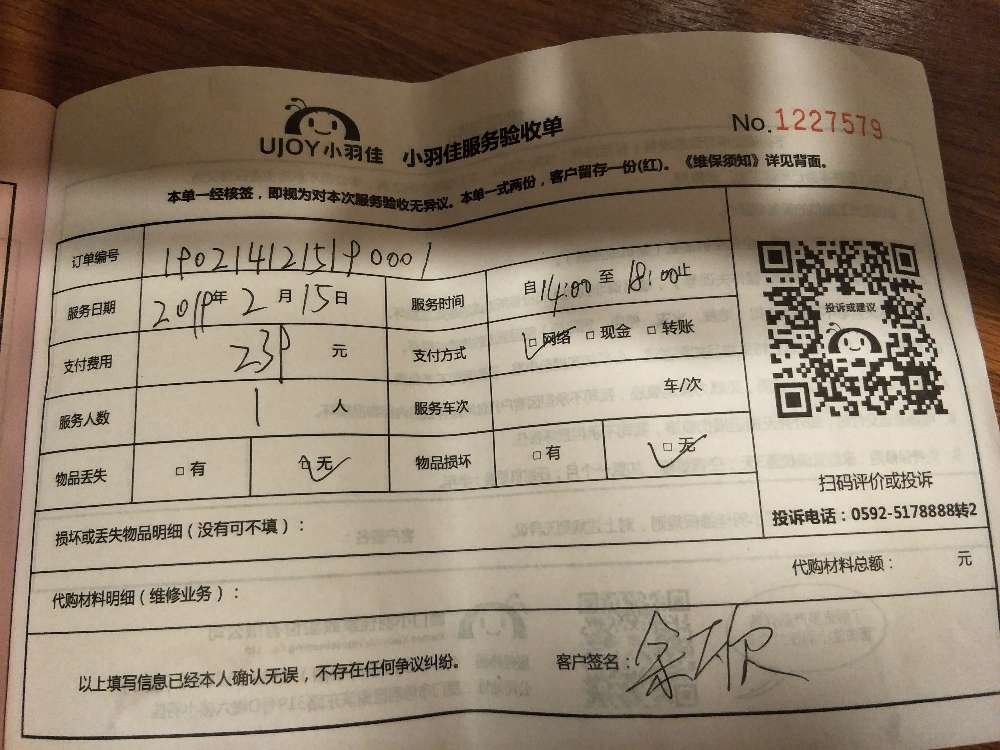 UJOY小羽佳 小羽佳服务验收单 No.1227579
本单一经核签，即视为对本次服务验收无异议。本单一式两份，客户留存一份(红)。《维保须知》详见背面。
订单编号 1902141215190001
服务日期 2019年2月15日 服务时间 自14:00至18:00止
支付费用 239元 支付方式 □网络 □现金 □转账
服务人数 1人 服务车次 车/次
物品丢失 □有 □无 物品损坏 □有 □无
投诉或建议
扫码评价或投诉
投诉电话：0592-5178888转2
损坏或丢失物品明细（没有可不填）：
代购材料明细（维修业务）： 代购材料总额： 元
以上填写信息已经本人确认无误，不存在任何争议纠纷。 客户签名：